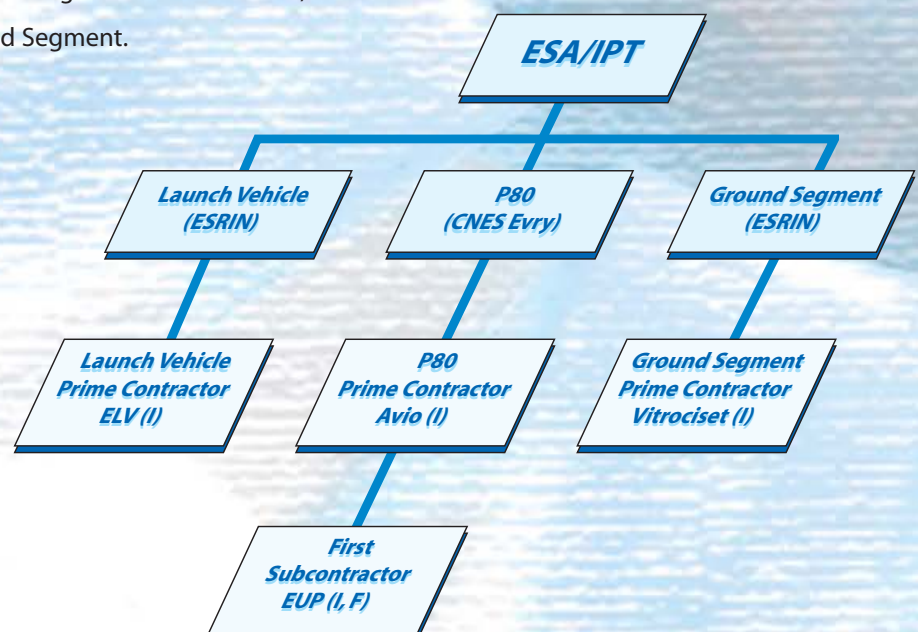 d Segment.
ESA/IPT
Launch Vehicle
(ESRIN)
P80
(CNES Evry)
Ground Segment
(ESRIN)
Launch Vehicle
Prime Contractor
ELV (I)
P80
Prime Contractor
Avio (I)
Ground Segment
Prime Contractor
Vitrociset (I)
First
Subcontractor
EUP (I, F)